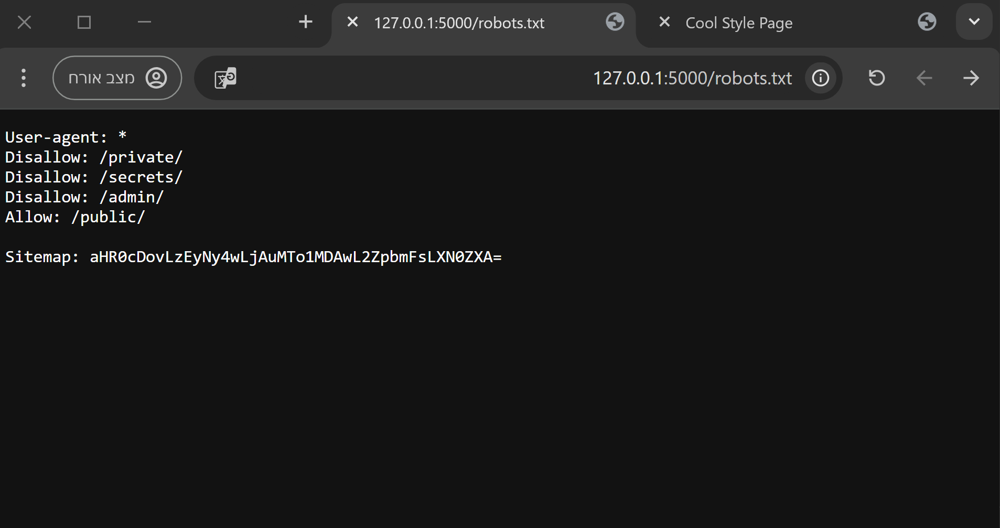 127.0.0.1:5000/robots.txt
Cool Style Page
מצב אורח
127.0.0.1:5000/robots.txt
User-agent: *
Disallow: /private/
Disallow: /secrets/
Disallow: /admin/
Allow: /public/
Sitemap: aHR0cDovLzEyNy4wLjAuMTo1MDAwL2ZpbmFsLXN0ZXA=